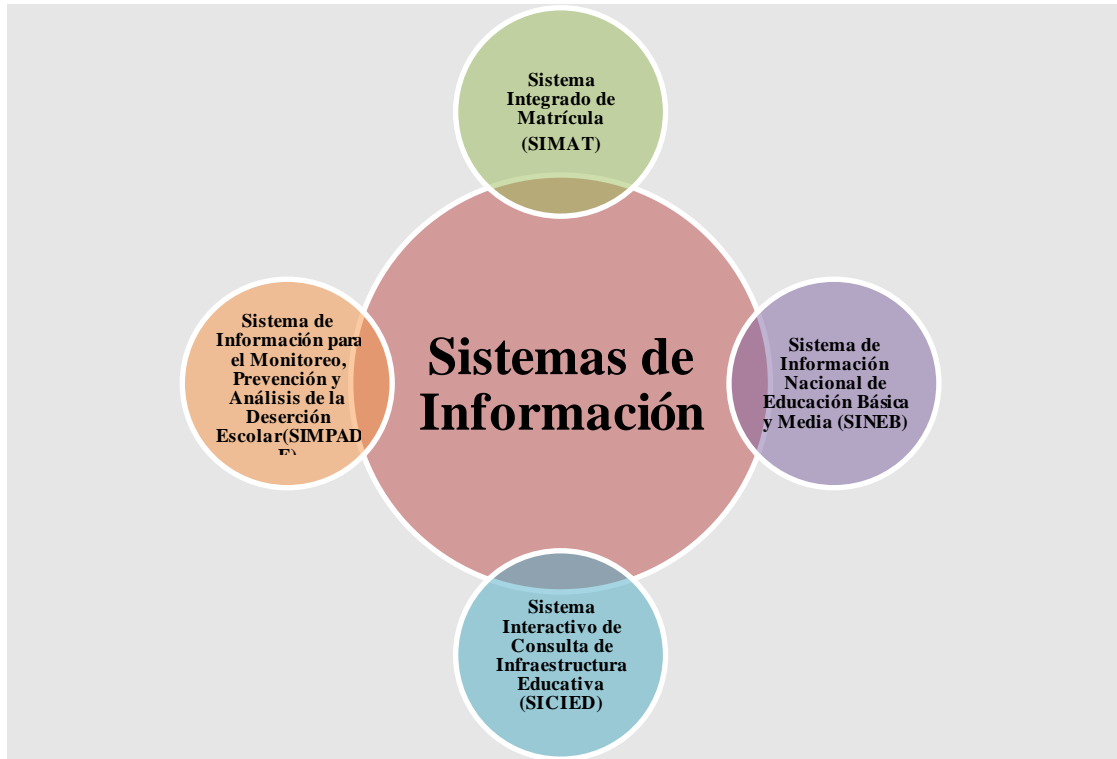 Sistema
Integrado de
Matrícula
(SIMAT)
Sistema de
Información para
el Monitoreo,
Prevención y
Análisis de la
Deserción
Escolar(SIMPAD
E)
Sistemas de
Información
Sistema de
Información
Nacional de
Educación Básica
y Media (SINEB)
Sistema
Interactivo de
Consulta de
Infraestructura
Educativa
(SICIED)